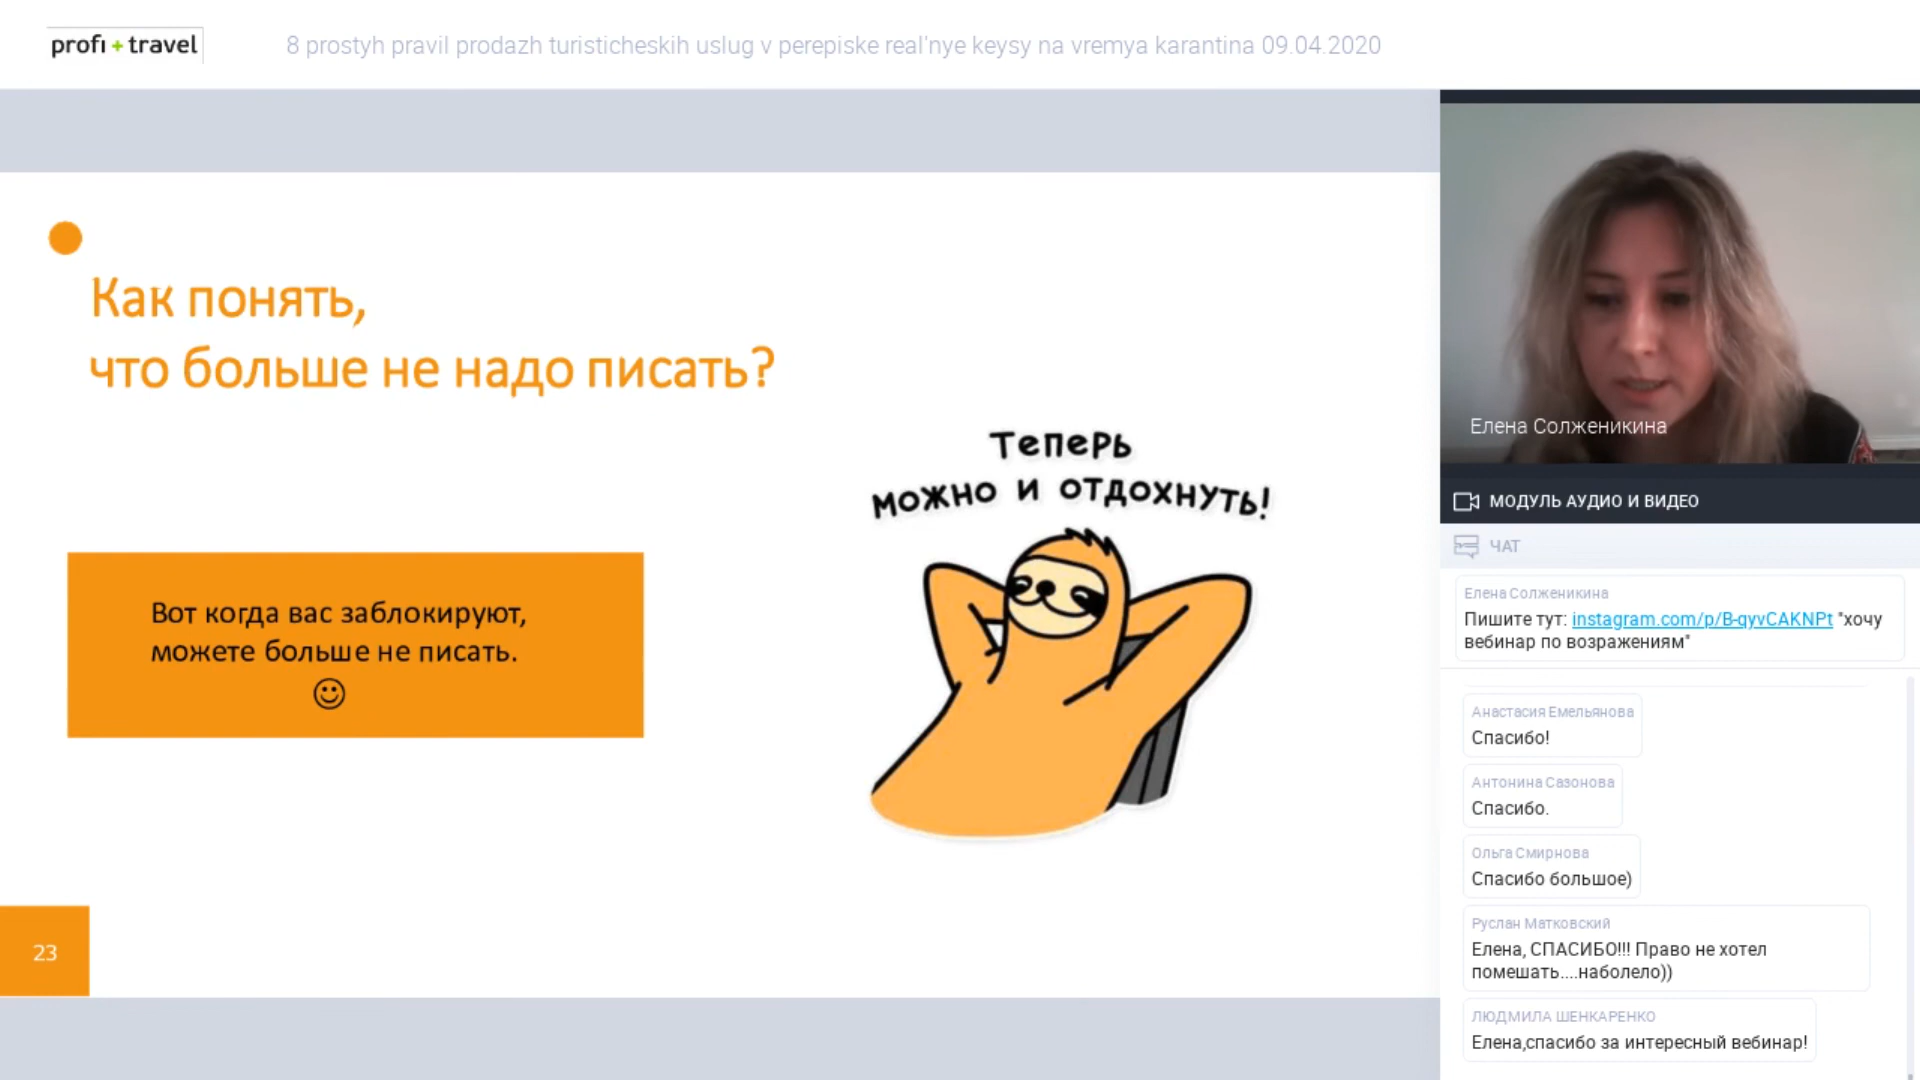 profi + travel
8 prostyh pravil prodazh turisticheskih uslug v perepiske real'nye keysy na vremya karantina 09.04.2020
Как понять,
что больше не надо писать?
Теперь
можно и отдохнуть!
Вот когда вас заблокируют,
можете больше не писать.
23
Елена Солженикина
МОДУЛЬ АУДИО И ВИДЕО
ЧАТ
Елена Солженикина
Пишите тут: instagram.com/p/B-qyvCAKNPt "хочу
вебинар по возражениям"
Анастасия Емельянова
Спасибо!
Антонина Сазонова
Спасибо.
Ольга Смирнова
Спасибо большое)
Руслан Матковский
Елена, СПАСИБО!!! Право не хотел
помешать....наболело))
ЛЮДМИЛА ШЕНКАРЕНКО
Елена,спасибо за интересный вебинар!